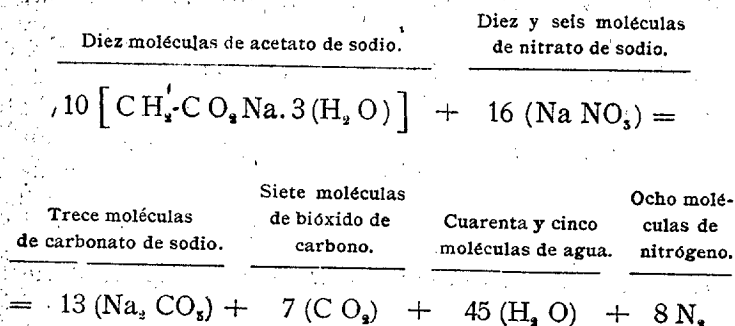 Diez moléculas de acetato de sodio.
Diez y seis moléculas
de nitrato de sodio.
10 [CH₃-CO₂Na. 3 (H₂O)] + 16 (Na NO₃) =
Trece moléculas
de carbonato de sodio.
Siete moléculas
de bióxido de
carbono.
Cuarenta y cinco
moléculas de agua.
Ocho molé-
culas de
nitrógeno.
= 13 (Na₂ CO₃) + 7 (C O₂) + 45 (H₂ O) + 8 N₂